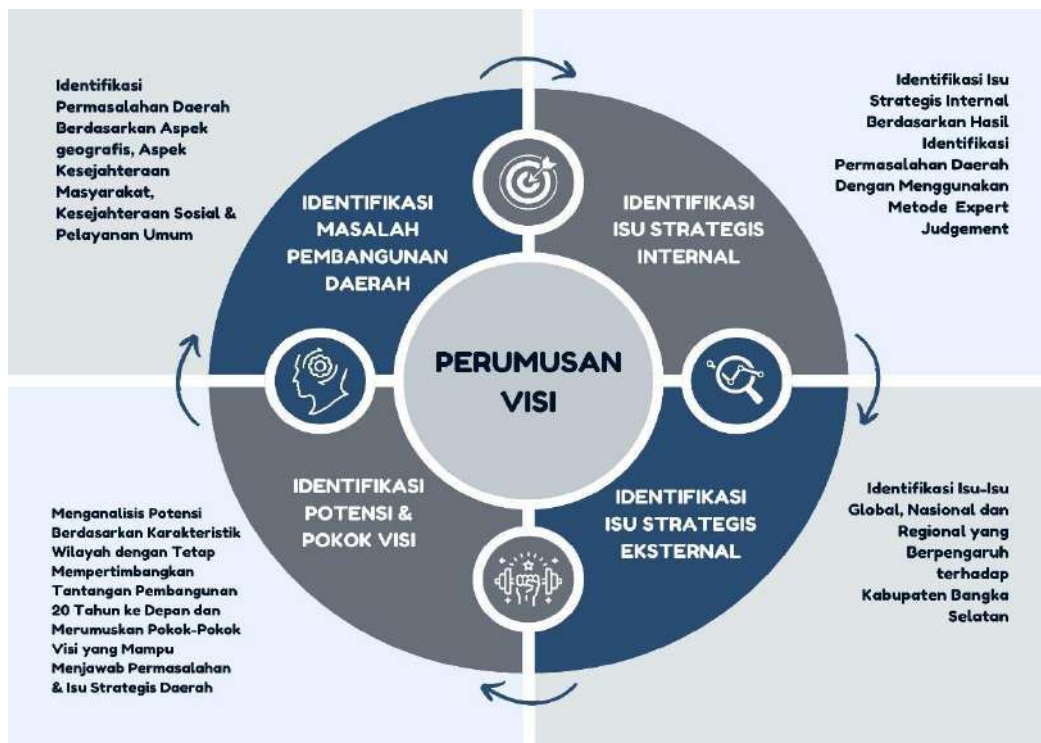 Identifikasi
Permasalahan Daerah
Berdasarkan Aspek
geografis, Aspek
Kesejahteraan
Masyarakat,
Kesejahteraan Sosial &
Pelayanan Umum
IDENTIFIKASI
MASALAH
PEMBANGUNAN
DAERAH
IDENTIFIKASI
ISU STRATEGIS
INTERNAL
Identifikasi Isu
Strategis Internal
Berdasarkan Hasil
Identifikasi
Permasalahan Daerah
Dengan Menggunakan
Metode Expert
Judgement
PERUMUSAN
VISI
Menganalisis Potensi
Berdasarkan Karakteristik
Wilayah dengan Tetap
Mempertimbangkan
Tantangan Pembangunan
20 Tahun ke Depan dan
Merumuskan Pokok-Pokok
Visi yang Mampu
Menjawab Permasalahan
& Isu Strategis Daerah
IDENTIFIKASI
POTENSI &
POKOK VISI
IDENTIFIKASI
ISU STRATEGIS
EKSTERNAL
Identifikasi Isu-Isu
Global, Nasional dan
Regional yang
Berpengaruh
terhadap
Kabupaten Bangka
Selatan